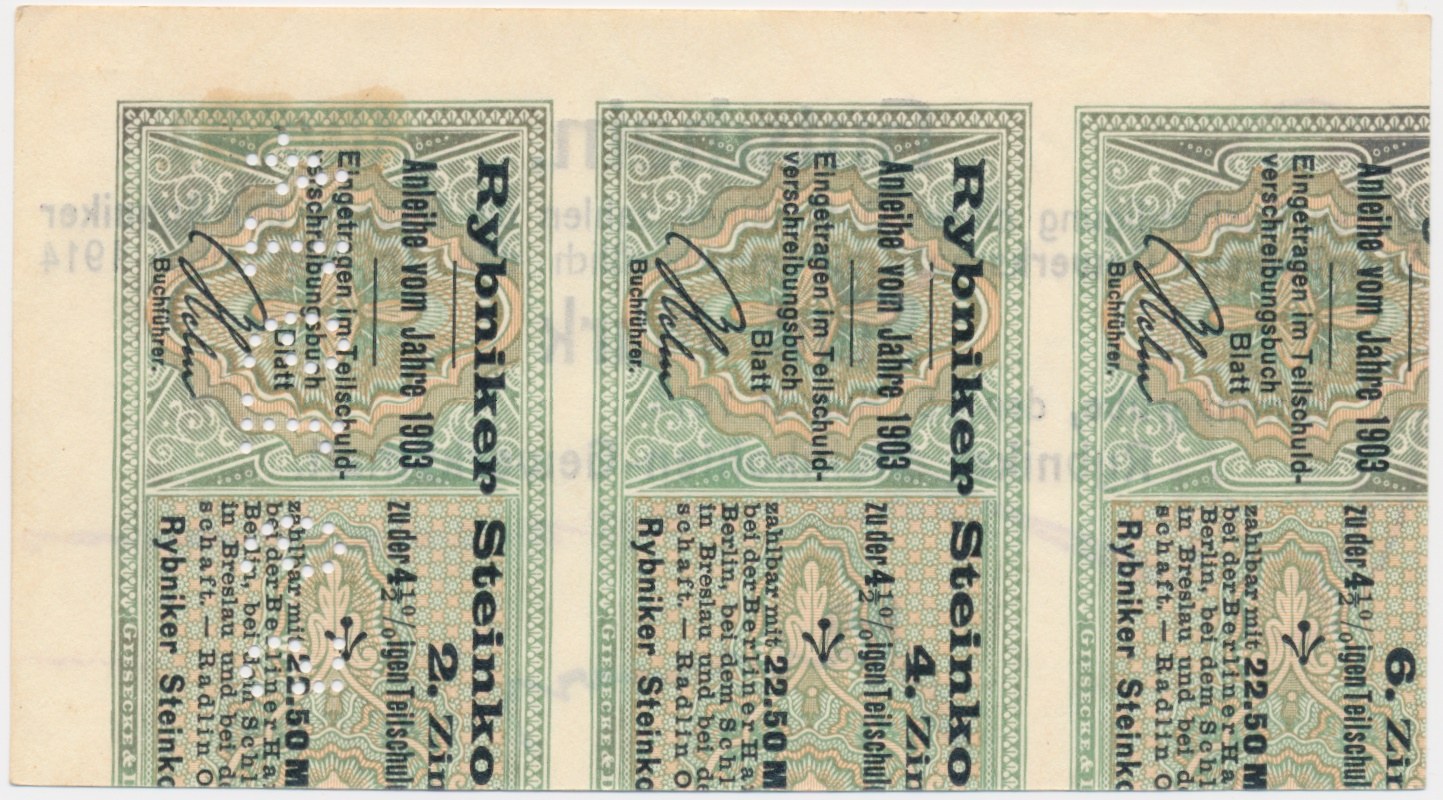 6. Zin
Anleihe vom Jahre 1903 zu der 4½%igen Teilschul
Eingetragen im Teilschuld-
verschreibungsbuch
Blatt
Buchführer.
zahlbar mit 22.50 M
bei der Berliner Ha
Berlin, bei dem Schl
in Breslau und bei d
schaft. — Radlin O
Rybniker Steinko
GIESECKE & D
Rybniker Steinko
4. Zin
Anleihe vom Jahre 1903 zu der 4½%igen Teilschul
Eingetragen im Teilschuld-
verschreibungsbuch
Blatt
Buchführer.
zahlbar mit 22.50 M
bei der Berliner Ha
Berlin, bei dem Schl
in Breslau und bei d
schaft. — Radlin O
Rybniker Steinko
GIESECKE & D
Rybniker Steinko
2. Zin
Anleihe vom Jahre 1903 zu der 4½%igen Teilschul
Eingetragen im Teilschuld-
verschreibungsbuch
Blatt
Buchführer.
zahlbar mit 22.50 M
bei der Berliner Ha
Berlin, bei dem Schl
in Breslau und bei d
schaft. — Radlin O
Rybniker Steinko
GIESECKE & D